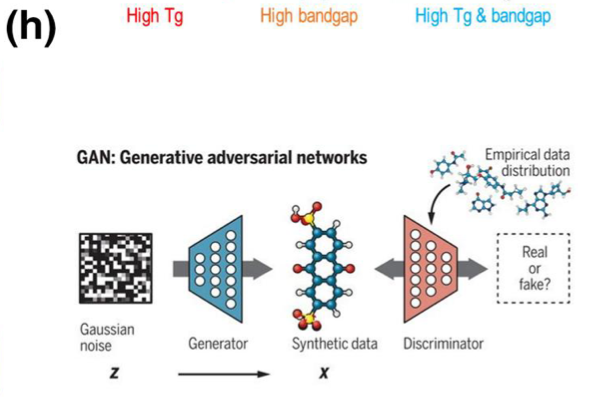 (h)
High Tg
High bandgap
High Tg & bandgap
GAN: Generative adversarial networks
Empirical data
distribution
Real
or
fake?
Gaussian
noise
Generator
Synthetic data
Discriminator
z
x